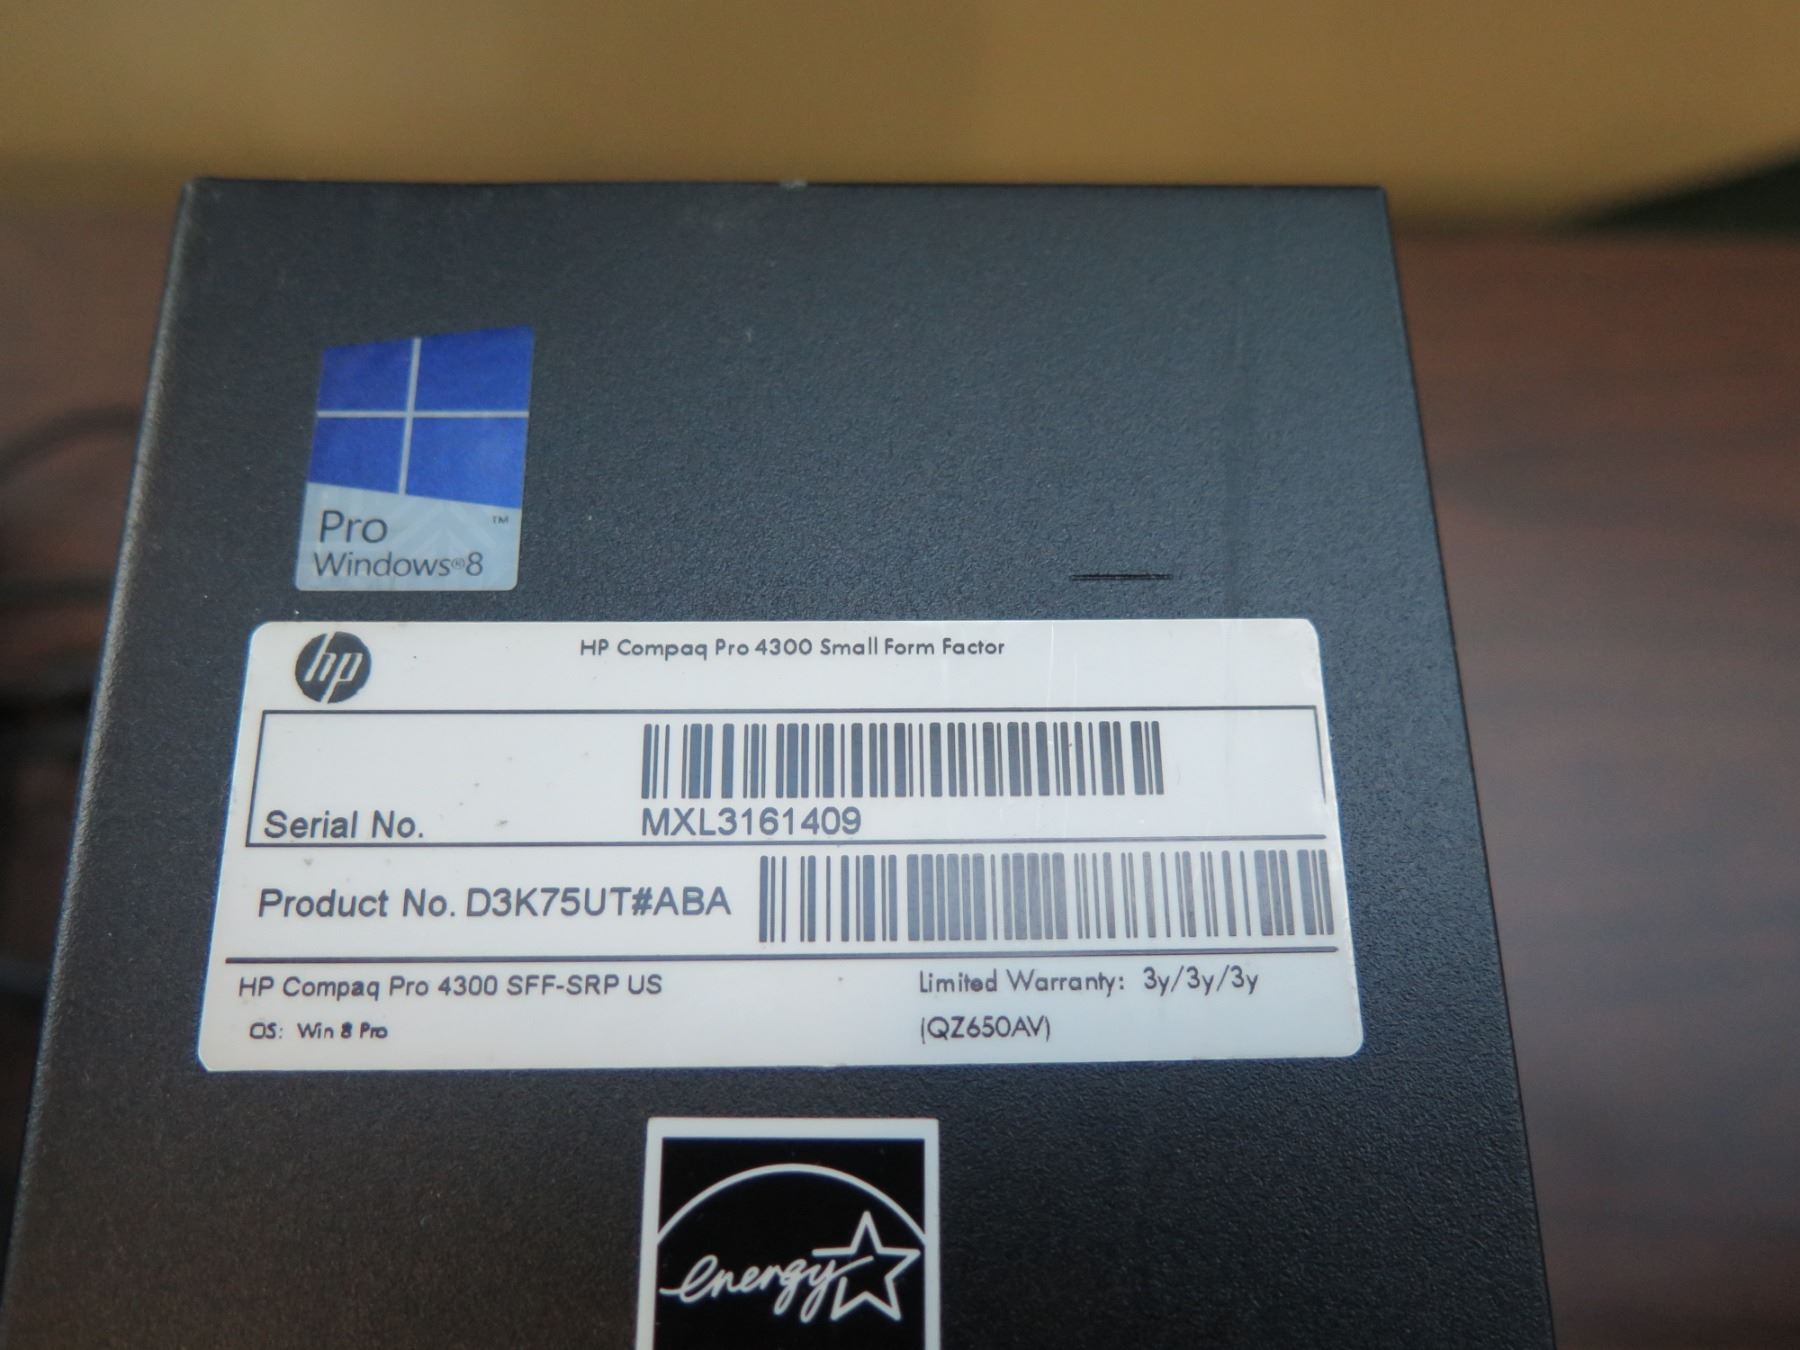 Pro ™
Windows®8
hp
HP Compaq Pro 4300 Small Form Factor
Serial No. MXL3161409
Product No. D3K75UT#ABA
HP Compaq Pro 4300 SFF-SRP US Limited Warranty: 3y/3y/3y
OS: Win 8 Pro (QZ650AV)
energy